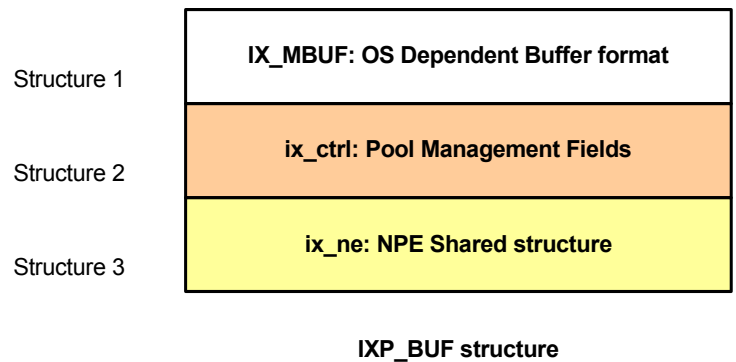 IX_MBUF: OS Dependent Buffer format
Structure 1
ix_ctrl: Pool Management Fields
Structure 2
ix_ne: NPE Shared structure
Structure 3
IXP_BUF structure